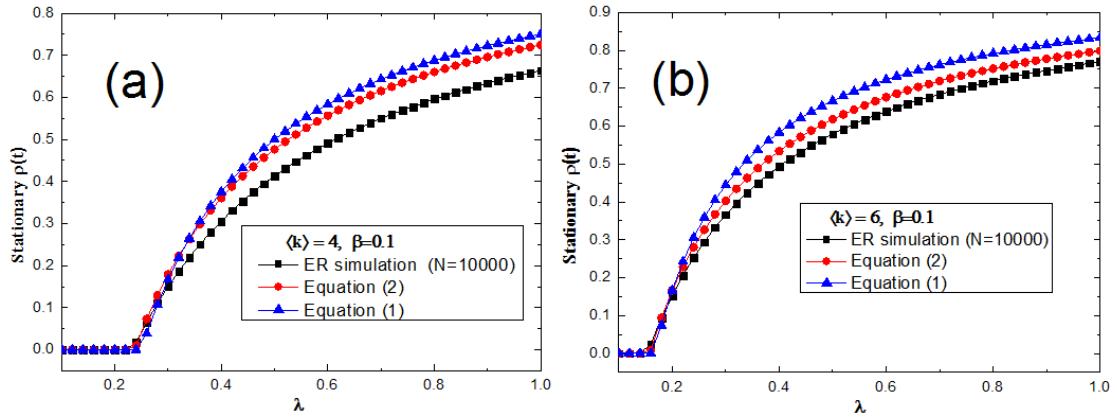 (a)
Stationary ρ(t)
0.8
0.7
0.6
0.5
0.4
0.3
0.2
0.1
0.0
⟨k⟩ = 4, β=0.1
ER simulation (N=10000)
Equation (2)
Equation (1)
0.2 0.4 0.6 0.8 1.0
λ
(b)
Stationary ρ(t)
0.9
0.8
0.7
0.6
0.5
0.4
0.3
0.2
0.1
0.0
⟨k⟩ = 6, β=0.1
ER simulation (N=10000)
Equation (2)
Equation (1)
0.2 0.4 0.6 0.8 1.0
λ